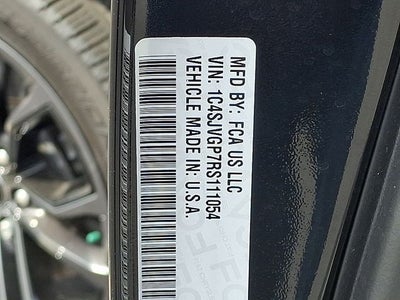 MFD BY: FCA US LLC
VIN: 1C4SJVGP7RS111054
VEHICLE MADE IN: U.S.A.